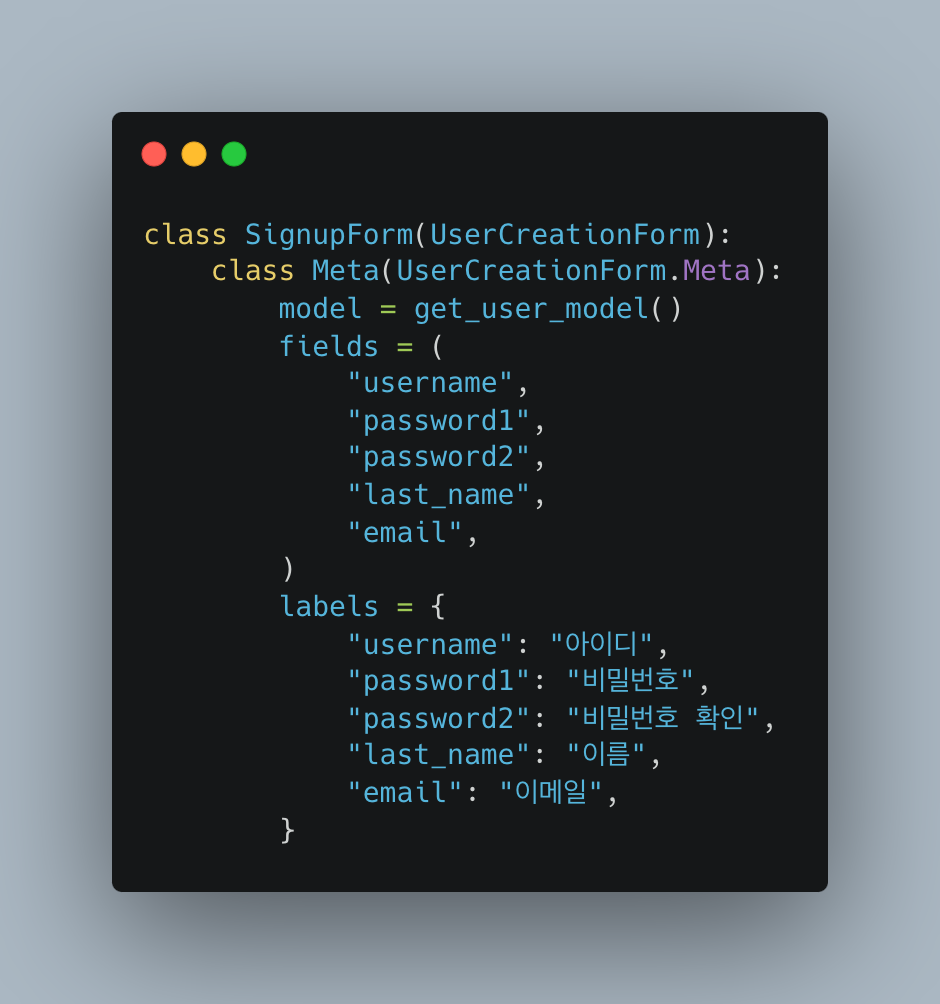 class SignupForm(UserCreationForm):
    class Meta(UserCreationForm.Meta):
        model = get_user_model()
        fields = (
            "username",
            "password1",
            "password2",
            "last_name",
            "email",
        )
        labels = {
            "username": "아이디",
            "password1": "비밀번호",
            "password2": "비밀번호 확인",
            "last_name": "이름",
            "email": "이메일",
        }